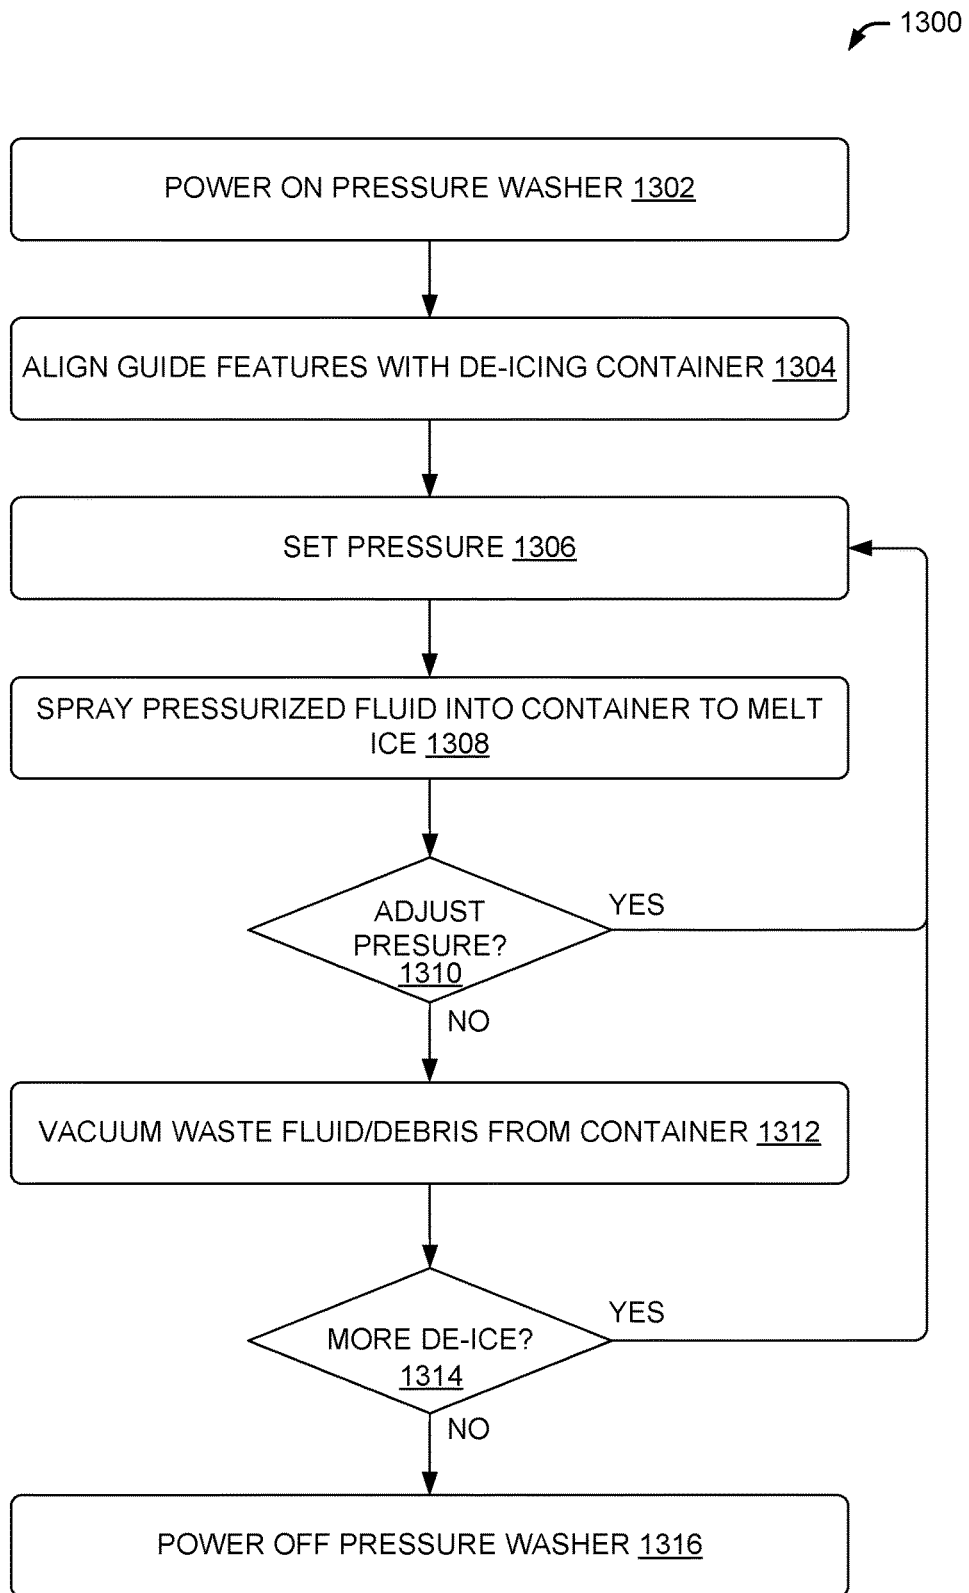 1300
POWER ON PRESSURE WASHER 1302
ALIGN GUIDE FEATURES WITH DE-ICING CONTAINER 1304
SET PRESSURE 1306
SPRAY PRESSURIZED FLUID INTO CONTAINER TO MELT
ICE 1308
ADJUST
PRESURE?
1310
YES
NO
VACUUM WASTE FLUID/DEBRIS FROM CONTAINER 1312
MORE DE-ICE?
1314
YES
NO
POWER OFF PRESSURE WASHER 1316